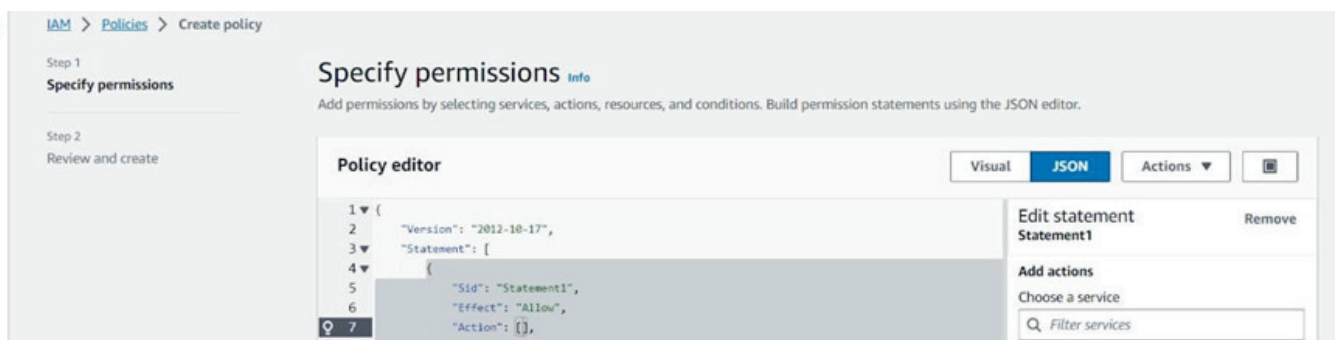 IAM > Policies > Create policy
Step 1
Specify permissions
Step 2
Review and create
Specify permissions Info
Add permissions by selecting services, actions, resources, and conditions. Build permission statements using the JSON editor.
Policy editor
Visual JSON Actions ▼
1 ▼ {
2 "Version": "2012-10-17",
3 ▼ "Statement": [
4 ▼ {
5 "Sid": "Statement1",
6 "Effect": "Allow",
7 "Action": [],
Edit statement Remove
Statement1
Add actions
Choose a service
Filter services